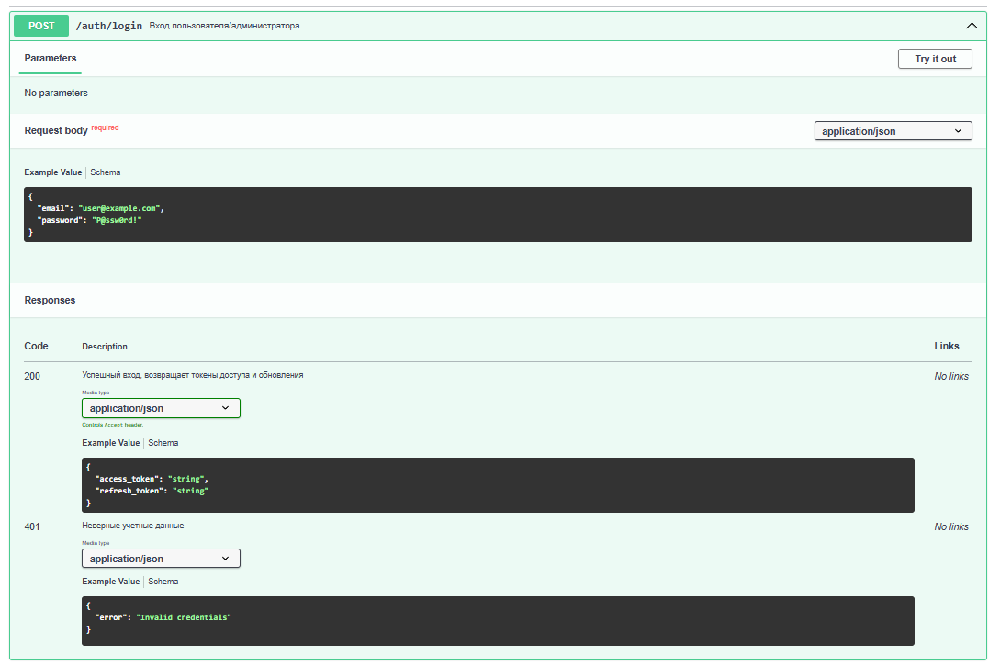 POST /auth/login Вход пользователя/администратора
Parameters Try it out
No parameters
Request body required application/json
Example Value Schema
{
"email": "user@example.com",
"password": "P@ssw0rd!"
}
Responses
Code Description Links
200 Успешный вход, возвращает токены доступа и обновления No links
Media type
application/json
Controls Accept header.
Example Value Schema
{
"access_token": "string",
"refresh_token": "string"
}
401 Неверные учетные данные No links
Media type
application/json
Example Value Schema
{
"error": "Invalid credentials"
}